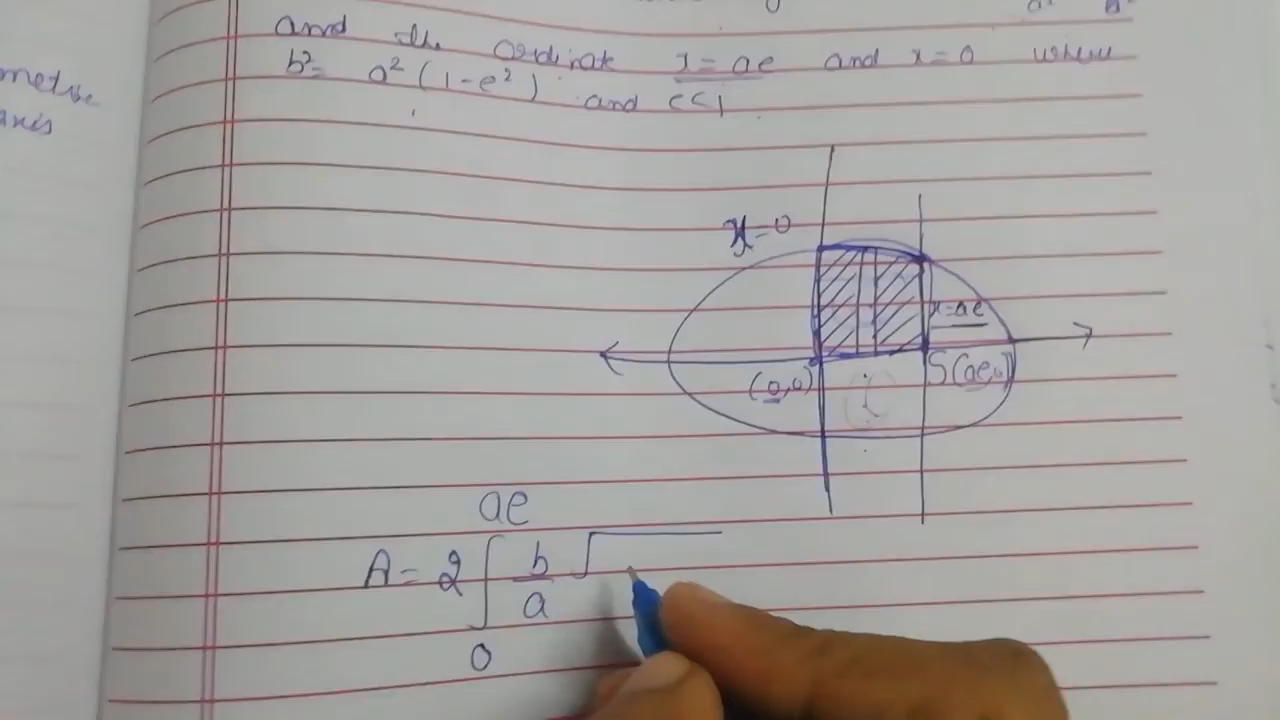 and the ordinate x = ae and x = 0 where
b² = a²(1-e²) and e<1
axis
x = 0
x=ae
(0,0)
S(ae,0)
ae
A = 2 ∫ b/a √
0